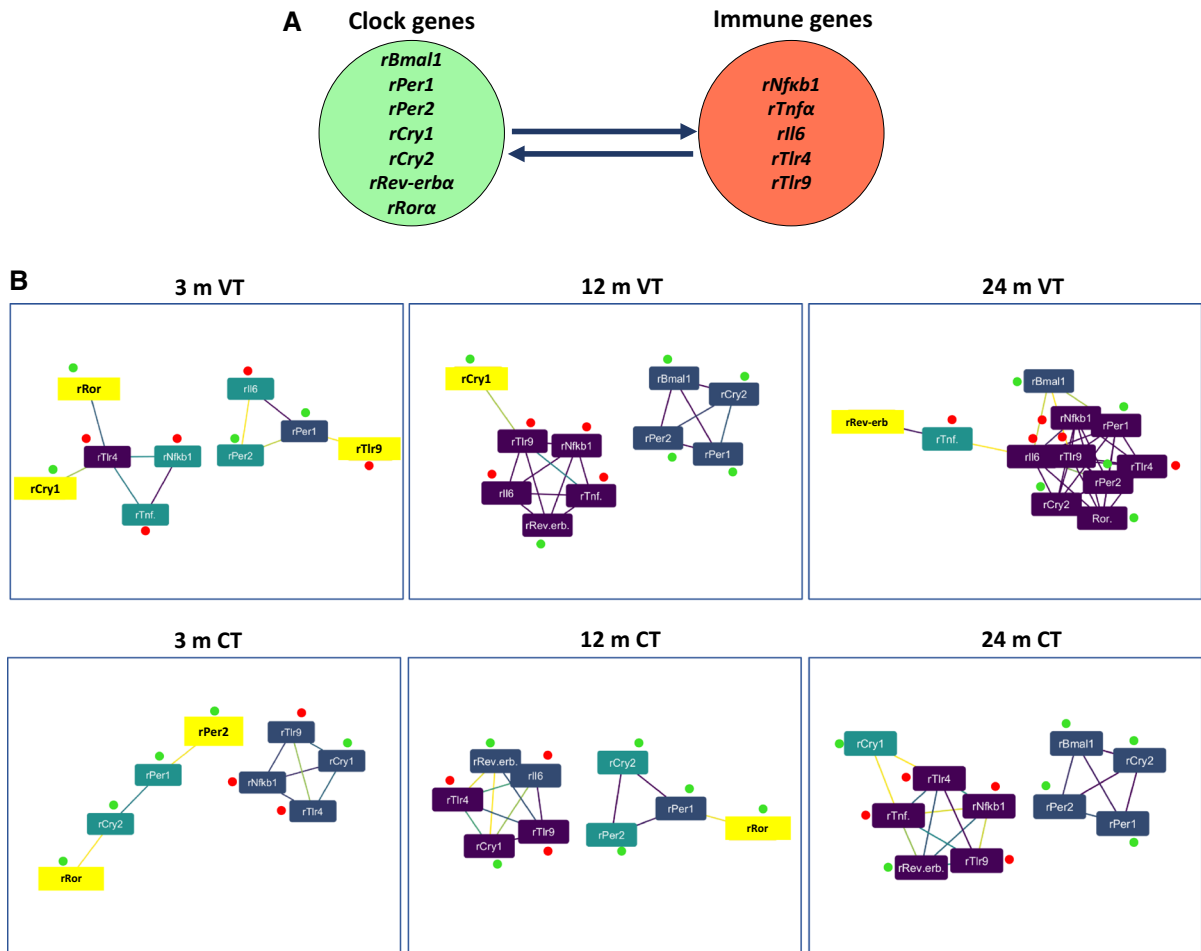 A
Clock genes
Immune genes
rBmal1
rPer1
rPer2
rCry1
rCry2
rRev-erbα
rRorα
rNfκb1
rTnfα
rIl6
rTlr4
rTlr9
B
3 m VT
12 m VT
24 m VT
rRor
rIl6
rPer1
rTlr4
rNfkb1
rPer2
rTlr9
rCry1
rTnf.
rCry1
rBmal1
rCry2
rTlr9
rNfkb1
rPer2
rPer1
rIl6
rTnf.
rRev.erb.
rBmal1
rRev-erb
rNfkb1
rPer1
rTnf.
rIl6
rTlr9
rTlr4
rPer2
rCry2
Ror.
3 m CT
12 m CT
24 m CT
rPer2
rTlr9
rPer1
rCry1
rNfkb1
rTlr4
rCry2
rRor
rRev.erb.
rIl6
rCry2
rTlr4
rPer1
rTlr9
rPer2
rRor
rCry1
rCry1
rBmal1
rTlr4
rCry2
rTnf.
rNfkb1
rPer2
rPer1
rRev.erb.
rTlr9